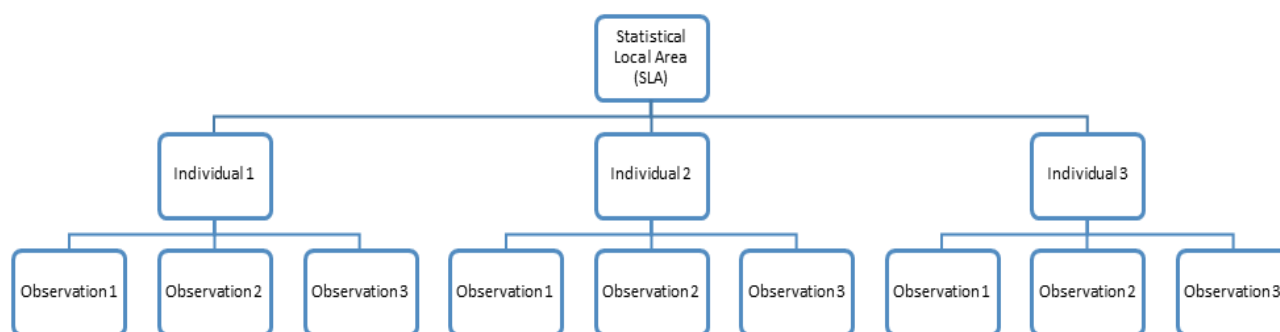 Statistical
Local Area
(SLA)
Individual 1
Individual 2
Individual 3
Observation 1
Observation 2
Observation 3
Observation 1
Observation 2
Observation 3
Observation 1
Observation 2
Observation 3